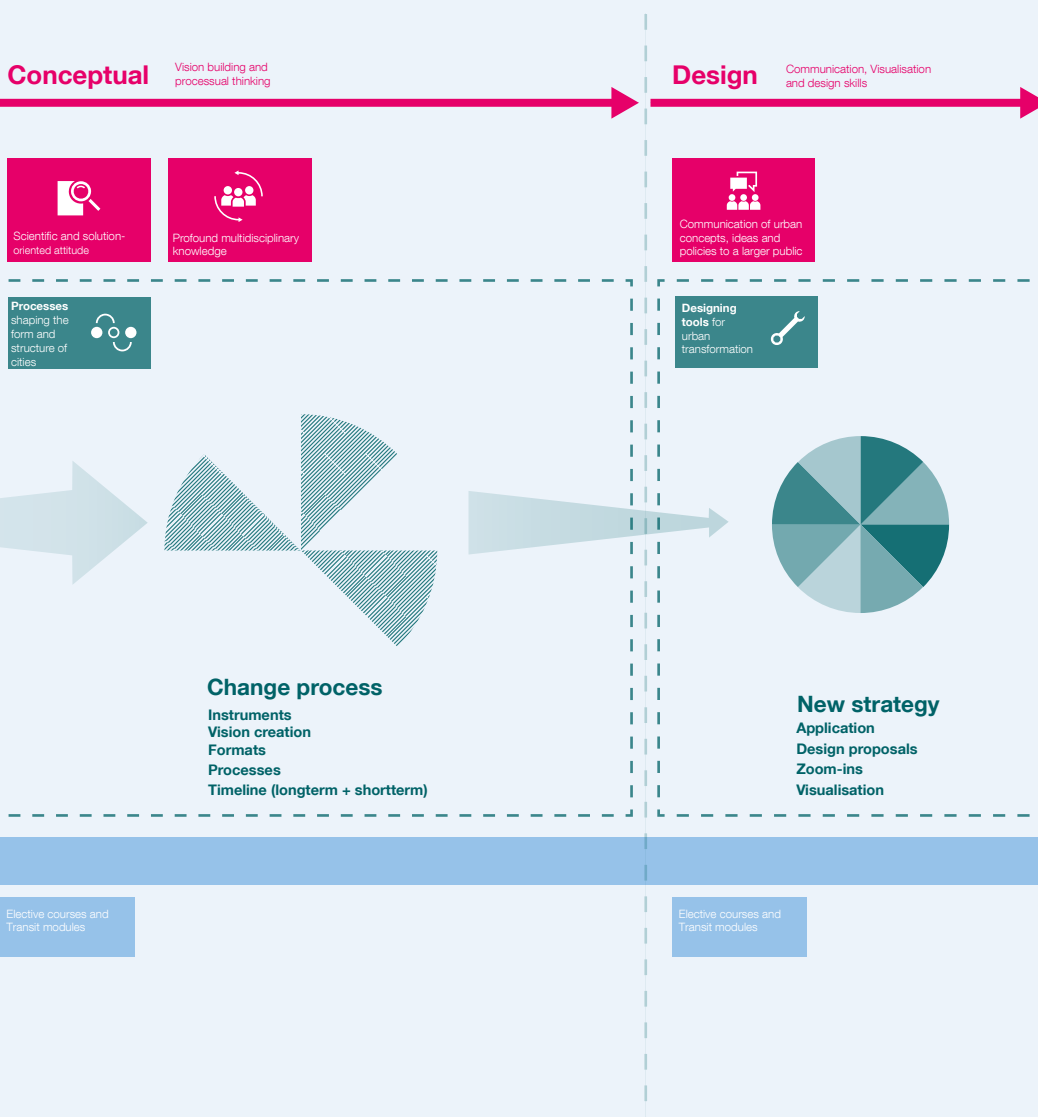 Conceptual
Vision building and
processual thinking
Scientific and solution-
oriented attitude
Profound multidisciplinary
knowledge
Processes
shaping the
form and
structure of
cities
Change process
Instruments
Vision creation
Formats
Processes
Timeline (longterm + shortterm)
Elective courses and
Transit modules
Design
Communication, Visualisation
and design skills
Communication of urban
concepts, ideas and
policies to a larger public
Designing
tools for
urban
transformation
New strategy
Application
Design proposals
Zoom-ins
Visualisation
Elective courses and
Transit modules